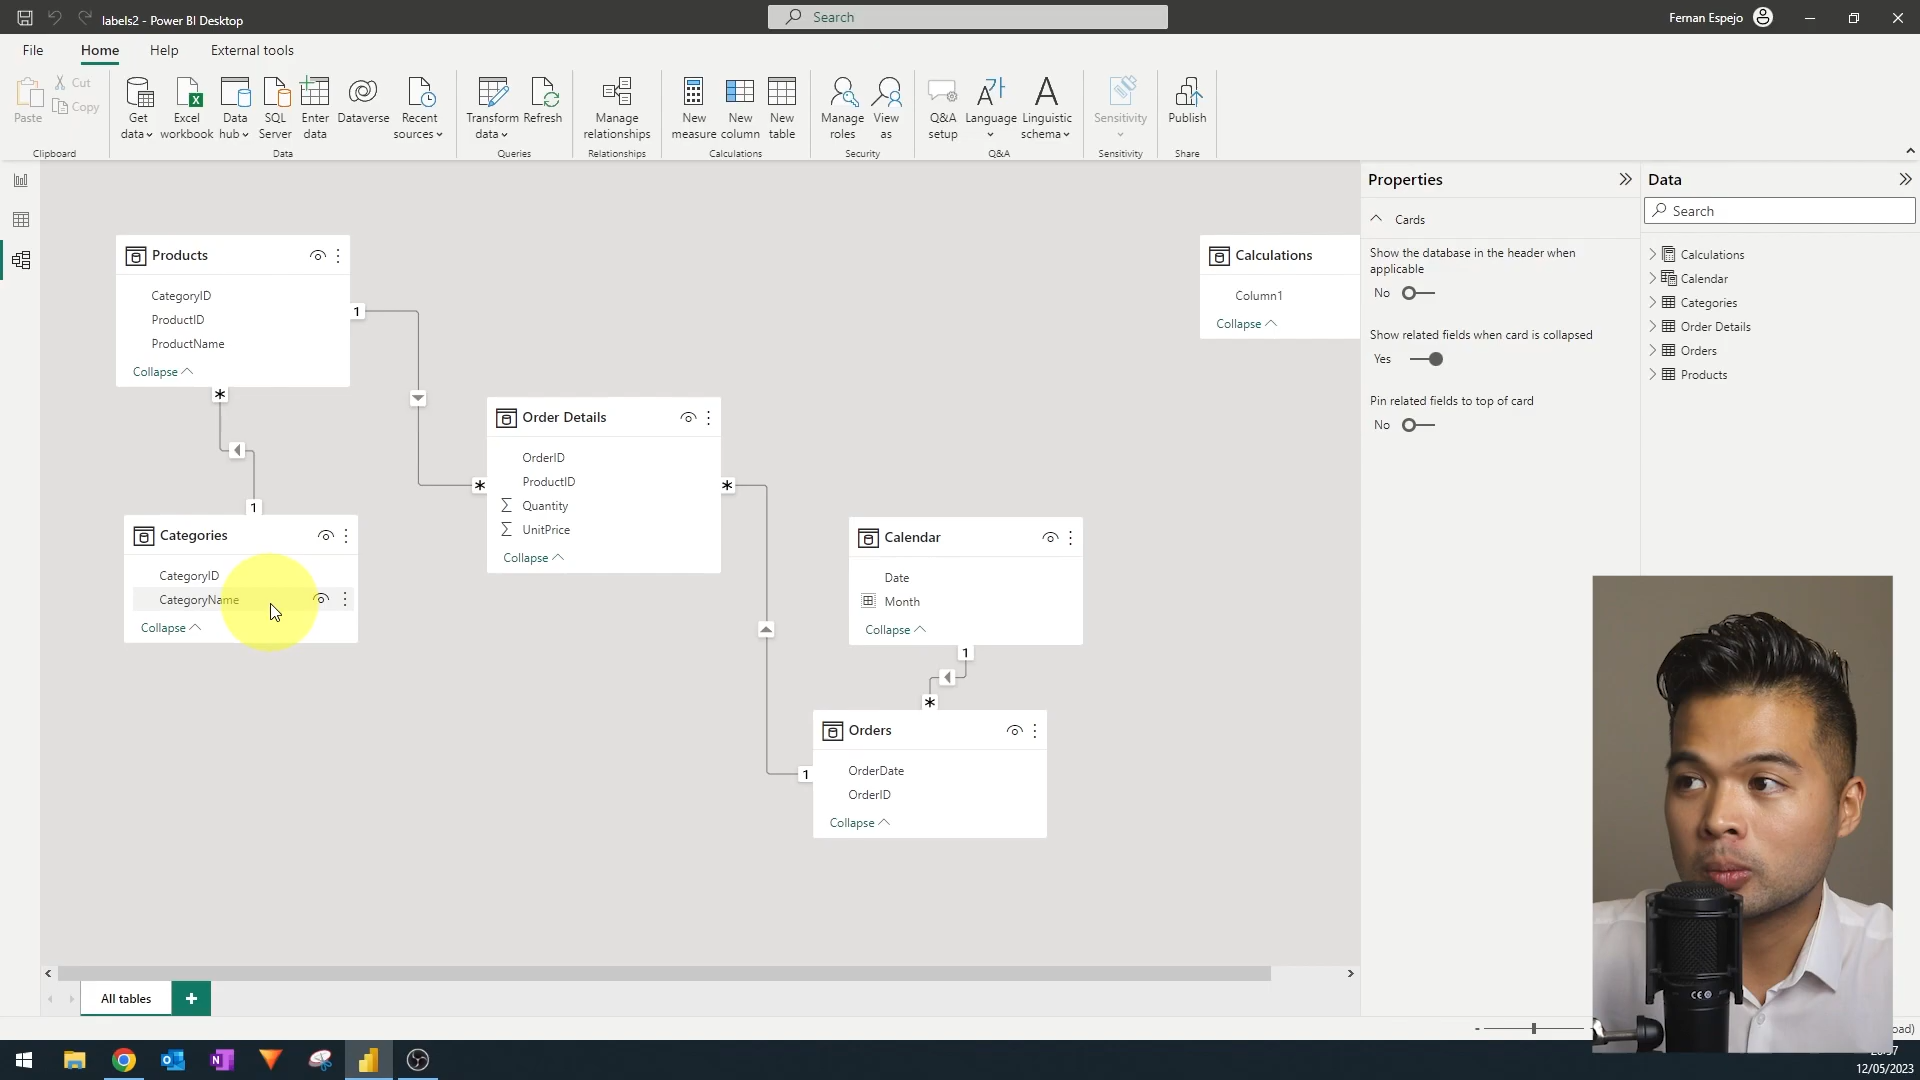 labels2 - Power BI Desktop
Search
Fernan Espejo
File
Home
Help
External tools
Paste
Cut
Copy
Clipboard
Get data
Excel workbook
Data hub
SQL Server
Enter data
Dataverse
Recent sources
Data
Transform data
Refresh
Queries
Manage relationships
Relationships
New measure
New column
New table
Calculations
Manage roles
View as
Security
Q&A setup
Language
Linguistic schema
Q&A
Sensitivity
Sensitivity
Publish
Share
Products
CategoryID
ProductID
ProductName
Collapse
1
*
1
Categories
CategoryID
CategoryName
Collapse
Order Details
OrderID
ProductID
Quantity
UnitPrice
Collapse
*
*
Calendar
Date
Month
Collapse
1
*
Orders
OrderDate
OrderID
Collapse
1
Calculations
Column1
Collapse
Properties
Cards
Show the database in the header when
applicable
No
Show related fields when card is collapsed
Yes
Pin related fields to top of card
No
Data
Search
Calculations
Calendar
Categories
Order Details
Orders
Products
All tables
12/05/2023